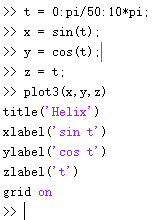 >> t = 0:pi/50:10*pi;
>> x = sin(t);
>> y = cos(t);
>> z = t;
>> plot3(x,y,z)
title('Helix')
xlabel('sin t')
ylabel('cos t')
zlabel('t')
grid on
>>